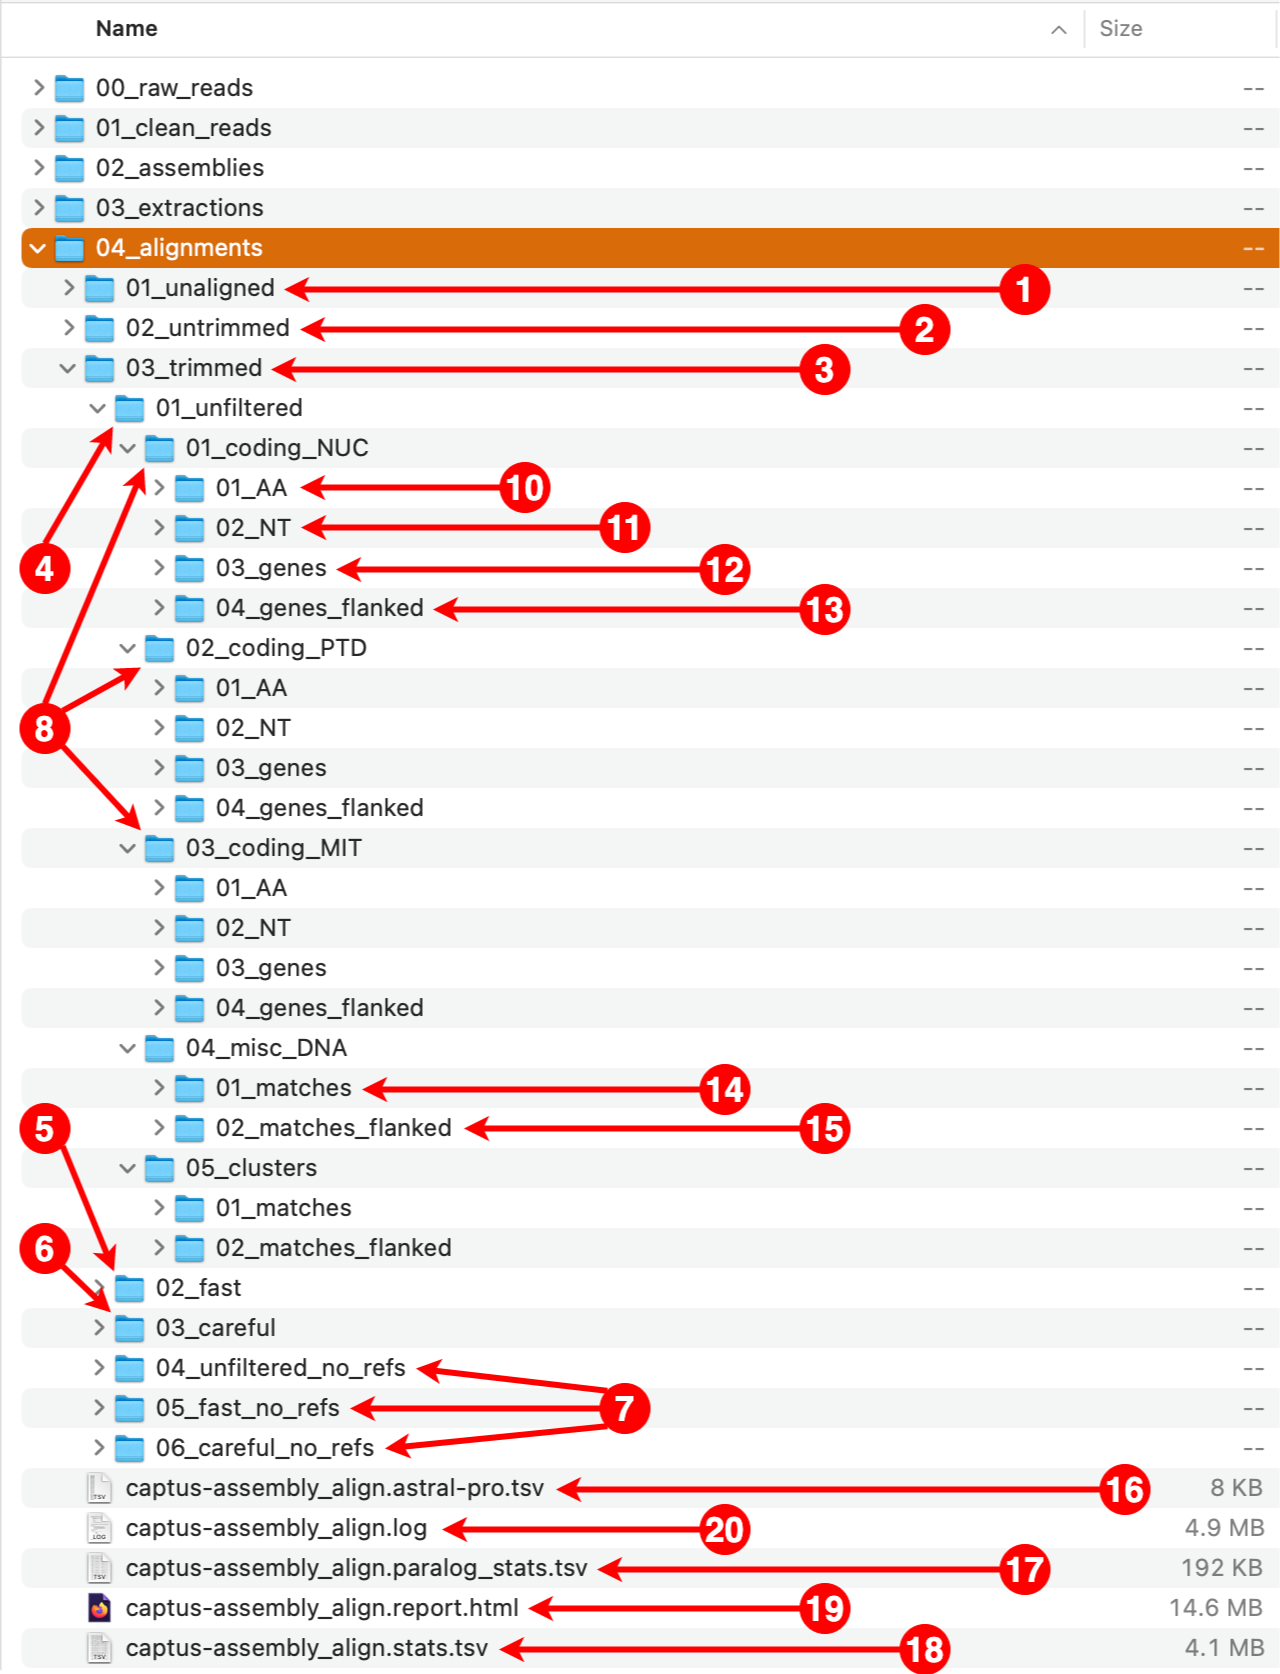 Name Size
00_raw_reads --
01_clean_reads --
02_assemblies --
03_extractions --
04_alignments --
01_unaligned 1 --
02_untrimmed 2 --
03_trimmed 3 --
01_unfiltered --
01_coding_NUC --
01_AA 10 --
02_NT 11 --
4 03_genes 12 --
04_genes_flanked 13 --
02_coding_PTD --
01_AA --
8 02_NT --
03_genes --
04_genes_flanked --
03_coding_MIT --
01_AA --
02_NT --
03_genes --
04_genes_flanked --
04_misc_DNA --
01_matches 14 --
5 02_matches_flanked 15 --
05_clusters --
01_matches --
6 02_matches_flanked --
02_fast --
03_careful --
04_unfiltered_no_refs --
05_fast_no_refs 7 --
06_careful_no_refs --
TSV captus-assembly_align.astral-pro.tsv 16 8 KB
LOG captus-assembly_align.log 20 4.9 MB
TSV captus-assembly_align.paralog_stats.tsv 17 192 KB
captus-assembly_align.report.html 19 14.6 MB
TSV captus-assembly_align.stats.tsv 18 4.1 MB